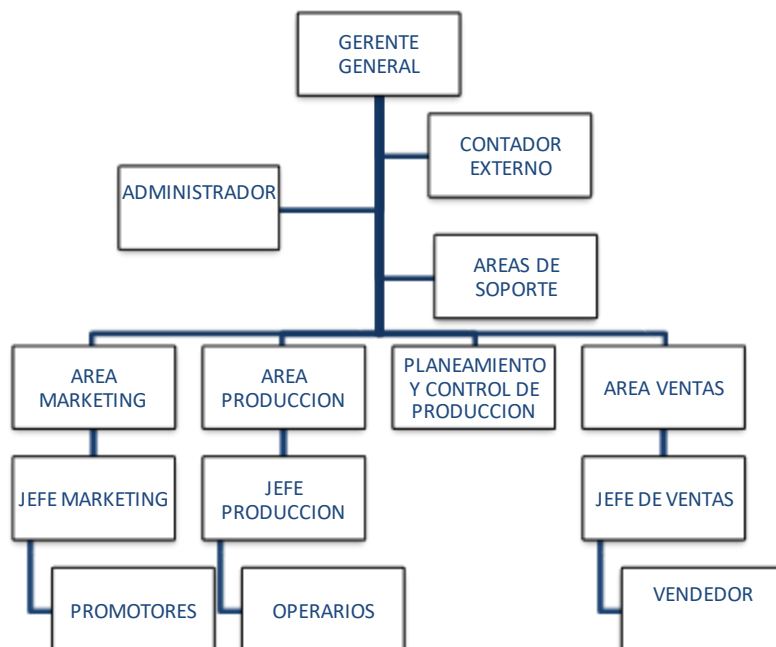 GERENTE
GENERAL
CONTADOR
EXTERNO
ADMINISTRADOR
AREAS DE
SOPORTE
AREA
MARKETING
AREA
PRODUCCION
PLANEAMIENTO
Y CONTROL DE
PRODUCCION
AREA VENTAS
JEFE MARKETING
JEFE
PRODUCCION
JEFE DE VENTAS
PROMOTORES
OPERARIOS
VENDEDOR